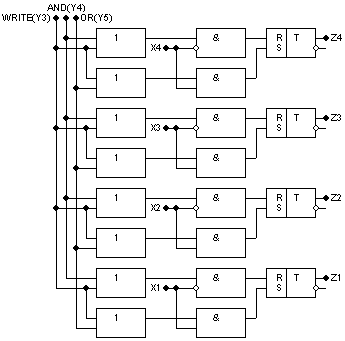 AND(Y4)
WRITE(Y3) OR(Y5)
1 X4 & R T Z4
S
1 &
1 X3 & R T Z3
S
1 &
1 X2 & R T Z2
S
1 &
1 X1 & R T Z1
S
1 &